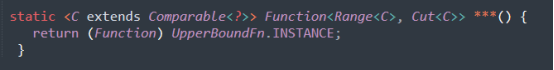 static <C extends Comparable<?>> Function<Range<C>, Cut<C>> ***() {
return (Function) UpperBoundFn.INSTANCE;
}